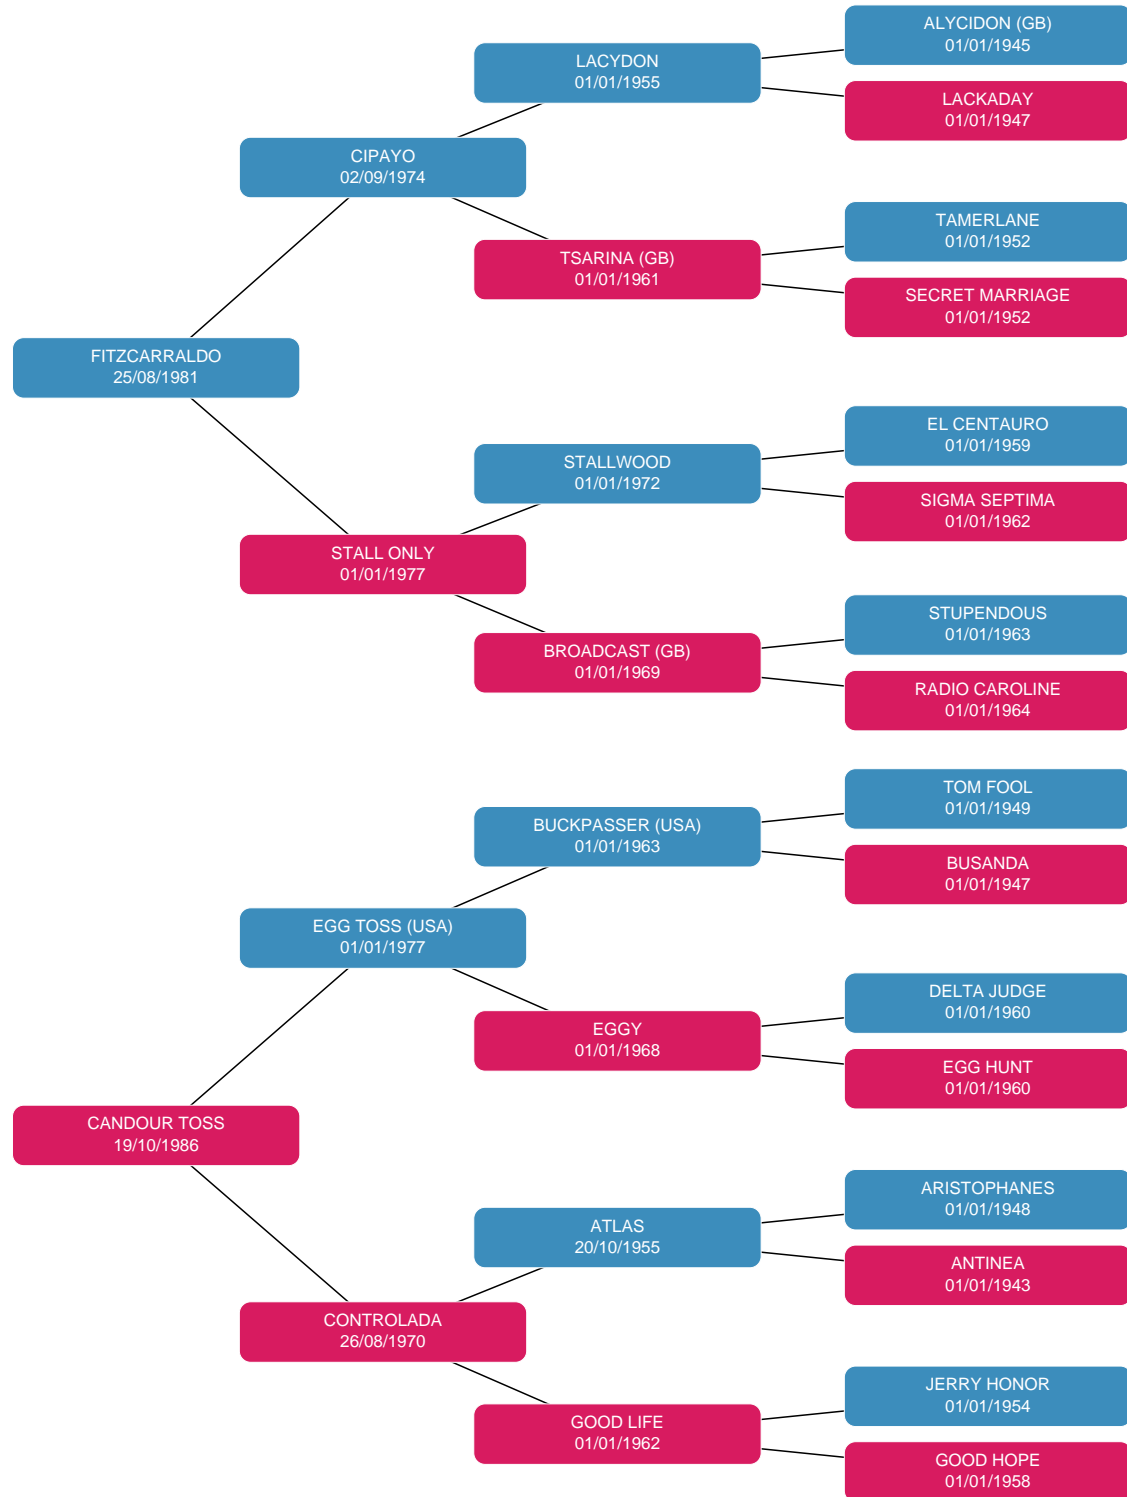 ALYCIDON (GB)
01/01/1945
LACYDON
01/01/1955
LACKADAY
01/01/1947
CIPAYO
02/09/1974
TAMERLANE
01/01/1952
TSARINA (GB)
01/01/1961
SECRET MARRIAGE
01/01/1952
FITZCARRALDO
25/08/1981
EL CENTAURO
01/01/1959
STALLWOOD
01/01/1972
SIGMA SEPTIMA
01/01/1962
STALL ONLY
01/01/1977
STUPENDOUS
01/01/1963
BROADCAST (GB)
01/01/1969
RADIO CAROLINE
01/01/1964
TOM FOOL
01/01/1949
BUCKPASSER (USA)
01/01/1963
BUSANDA
01/01/1947
EGG TOSS (USA)
01/01/1977
DELTA JUDGE
01/01/1960
EGGY
01/01/1968
EGG HUNT
01/01/1960
CANDOUR TOSS
19/10/1986
ARISTOPHANES
01/01/1948
ATLAS
20/10/1955
ANTINEA
01/01/1943
CONTROLADA
26/08/1970
JERRY HONOR
01/01/1954
GOOD LIFE
01/01/1962
GOOD HOPE
01/01/1958